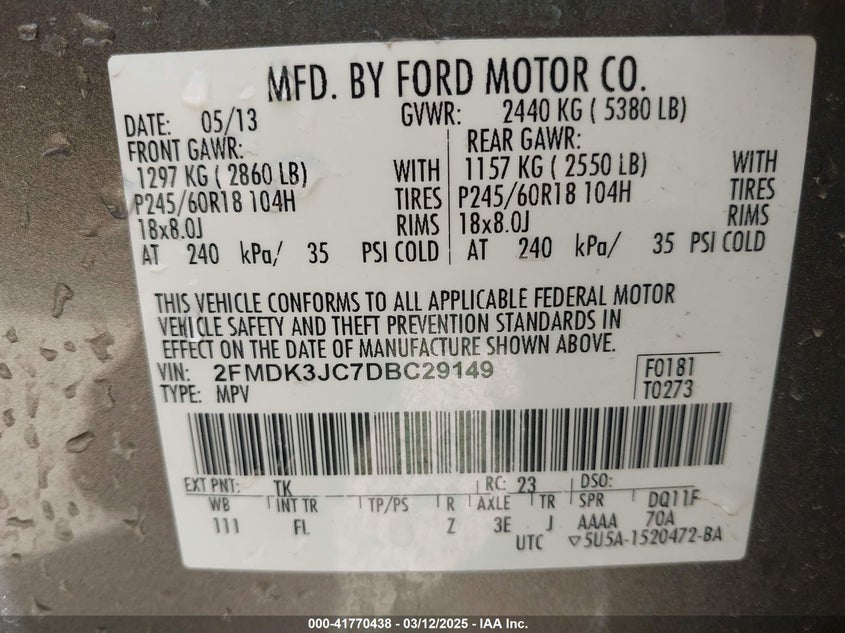 MFD. BY FORD MOTOR CO.
DATE: 05/13 GVWR: 2440 KG ( 5380 LB)
FRONT GAWR: REAR GAWR:
1297 KG ( 2860 LB) WITH 1157 KG ( 2550 LB) WITH
P245/60R18 104H TIRES P245/60R18 104H TIRES
18x8.0J RIMS 18x8.0J RIMS
AT 240 kPa/ 35 PSI COLD AT 240 kPa/ 35 PSI COLD
THIS VEHICLE CONFORMS TO ALL APPLICABLE FEDERAL MOTOR
VEHICLE SAFETY AND THEFT PREVENTION STANDARDS IN
EFFECT ON THE DATE OF MANUFACTURE SHOWN ABOVE.
VIN: 2FMDK3JC7DBC29149 F0181
TYPE: MPV T0273
EXT PNT: TK RC: 23 DSO:
WB INT TR TP/PS R AXLE TR SPR DQ11F
111 FL Z 3E J AAAA 70A
UTC 5U5A-1520472-BA
000-41770438 - 03/12/2025 - IAA Inc.